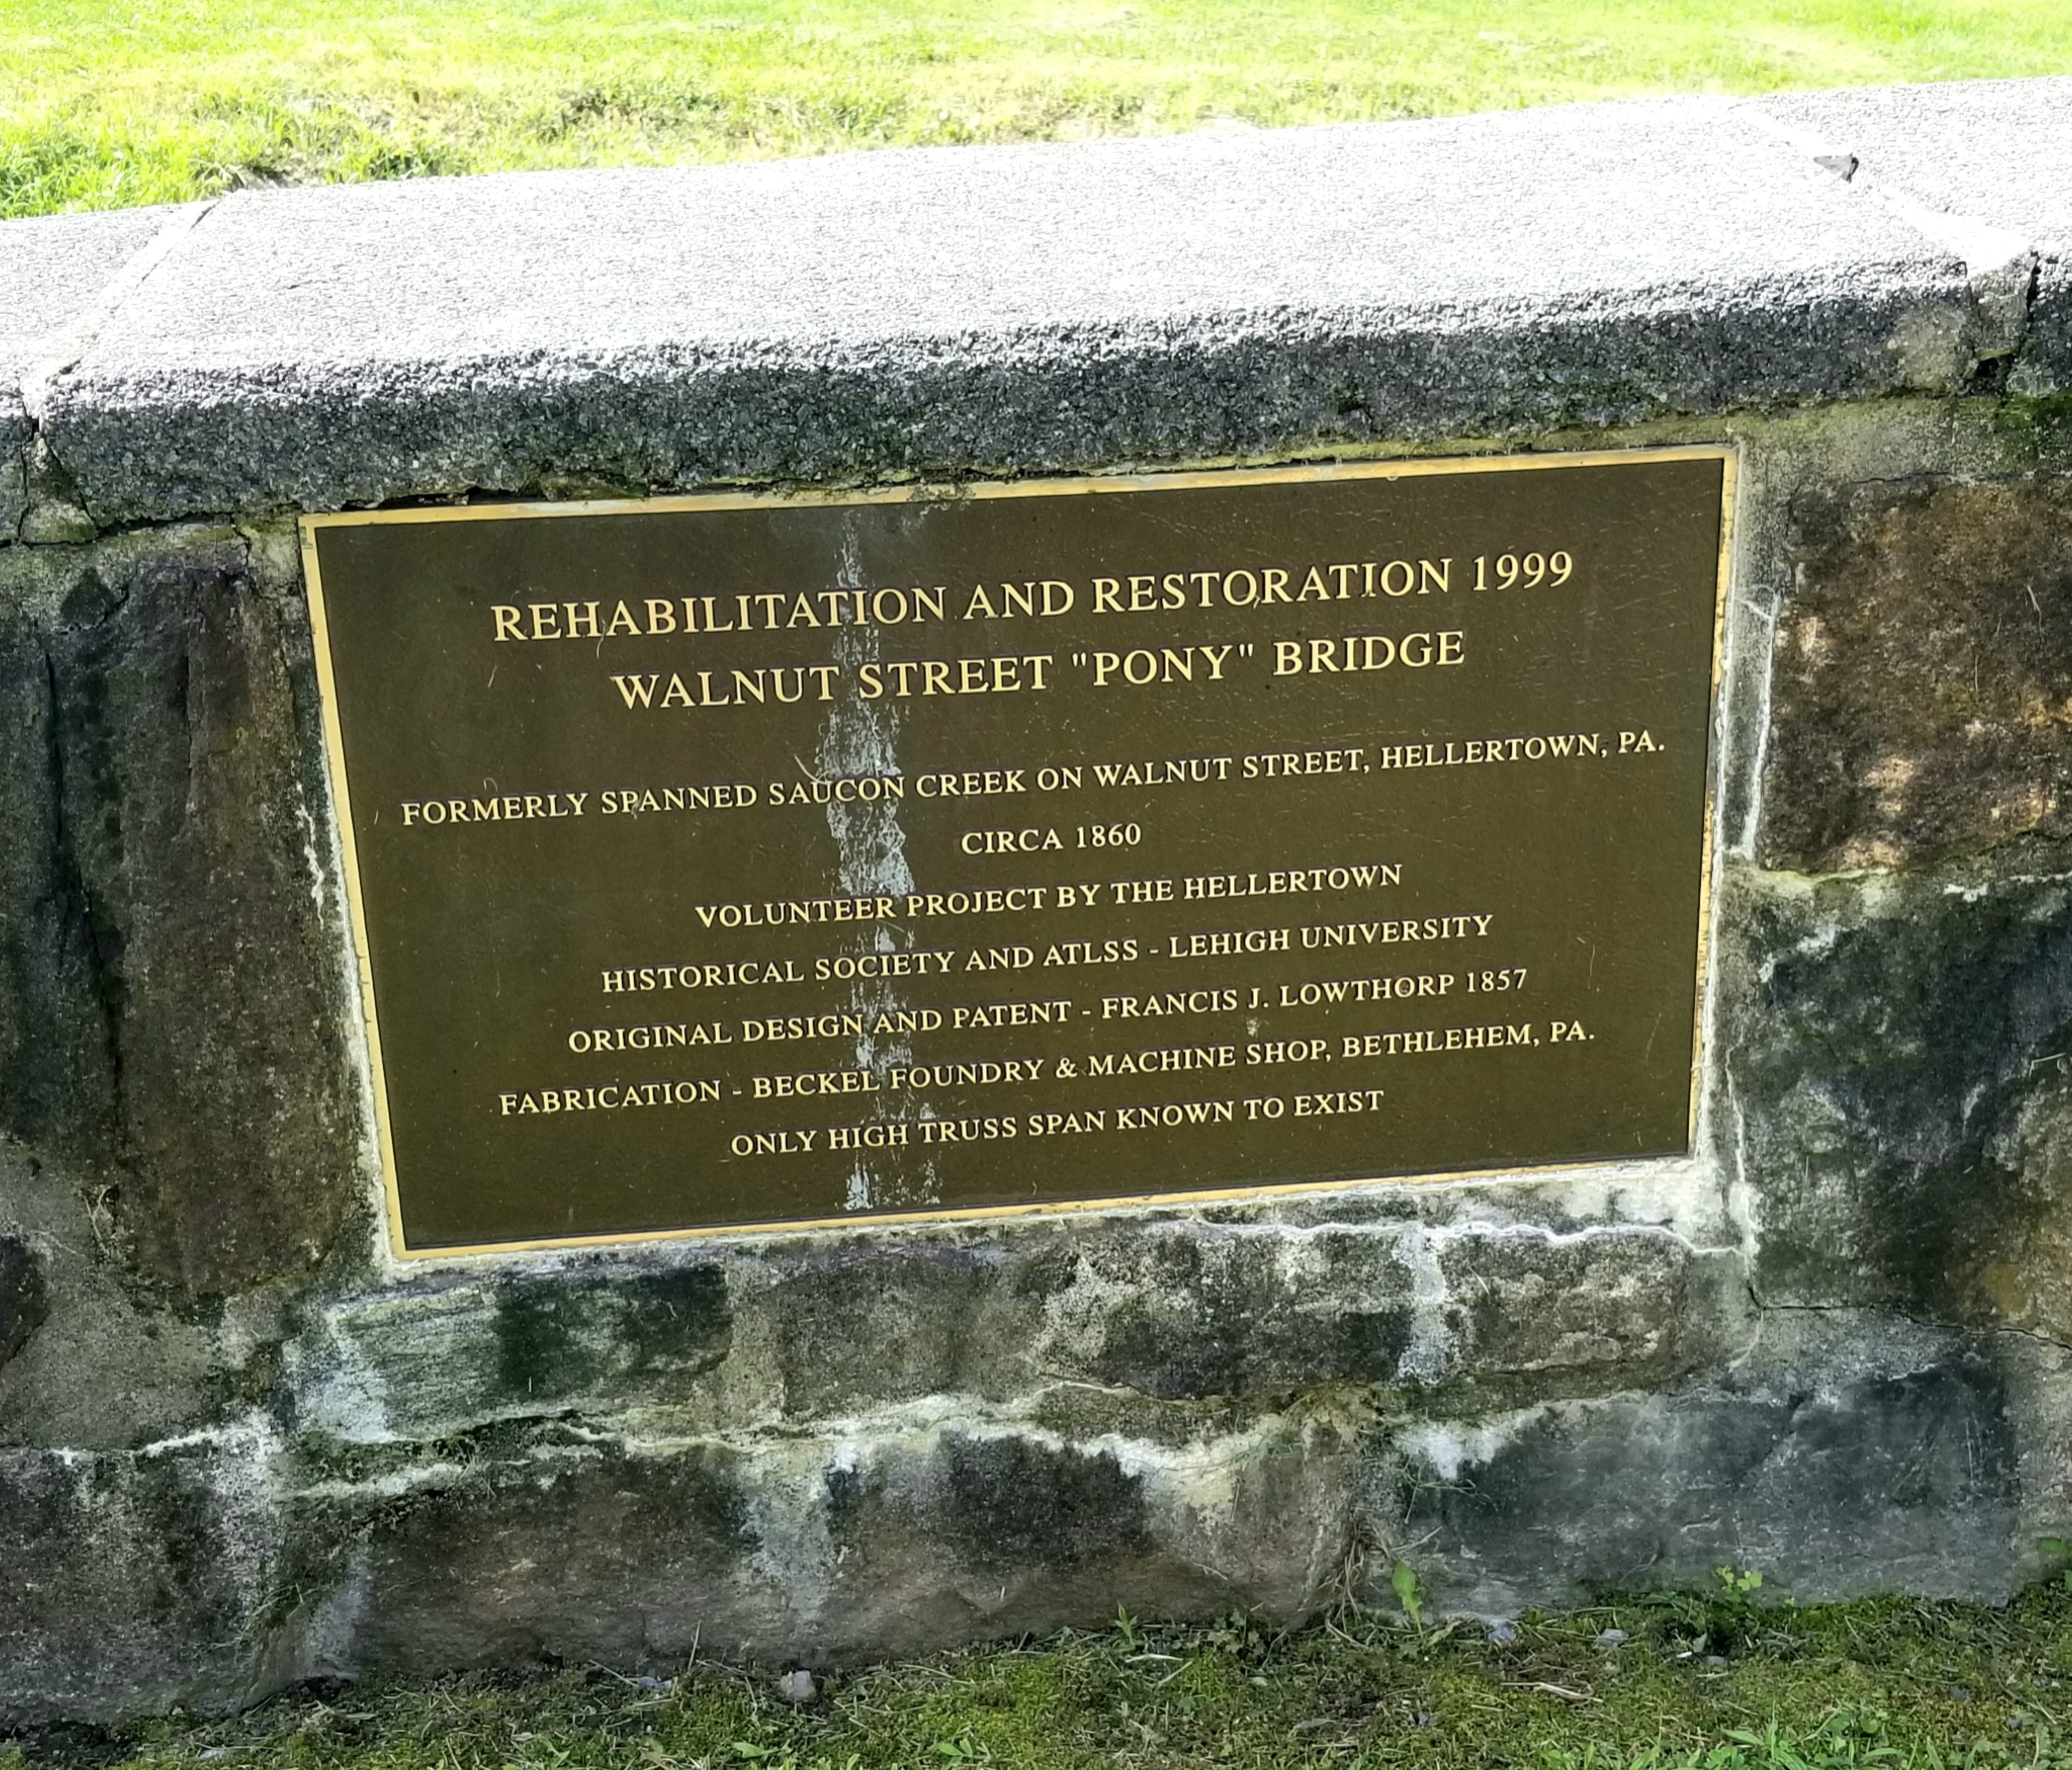 REHABILITATION AND RESTORATION 1999
WALNUT STREET "PONY" BRIDGE
FORMERLY SPANNED SAUCON CREEK ON WALNUT STREET, HELLERTOWN, PA.
CIRCA 1860
VOLUNTEER PROJECT BY THE HELLERTOWN
HISTORICAL SOCIETY AND ATLSS - LEHIGH UNIVERSITY
ORIGINAL DESIGN AND PATENT - FRANCIS J. LOWTHORP 1857
FABRICATION - BECKEL FOUNDRY & MACHINE SHOP, BETHLEHEM, PA.
ONLY HIGH TRUSS SPAN KNOWN TO EXIST